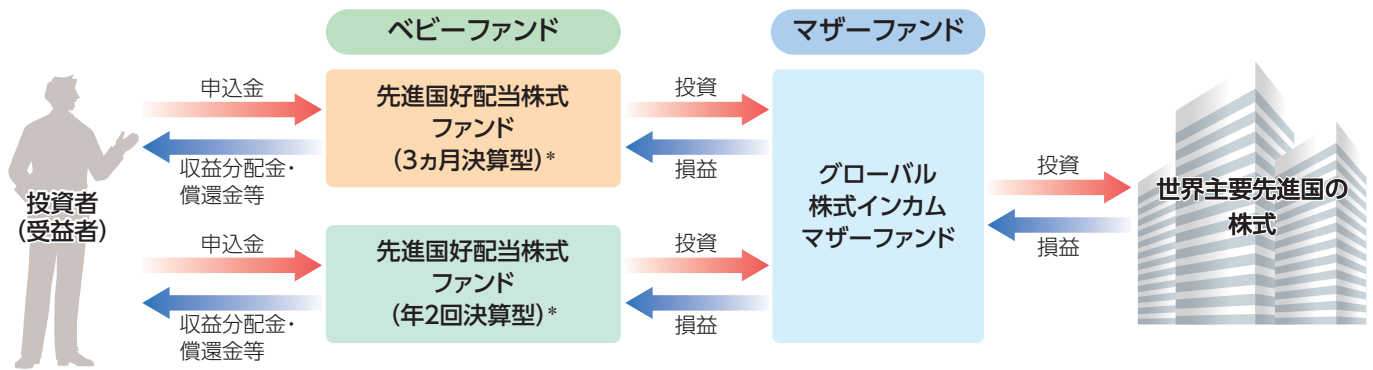 ベビーファンド
マザーファンド
投資者
(受益者)
申込金
収益分配金・
償還金等
先進国好配当株式
ファンド
(3ヵ月決算型)*
投資
損益
申込金
収益分配金・
償還金等
先進国好配当株式
ファンド
(年2回決算型)*
投資
損益
グローバル
株式インカム
マザーファンド
投資
損益
世界主要先進国の
株式